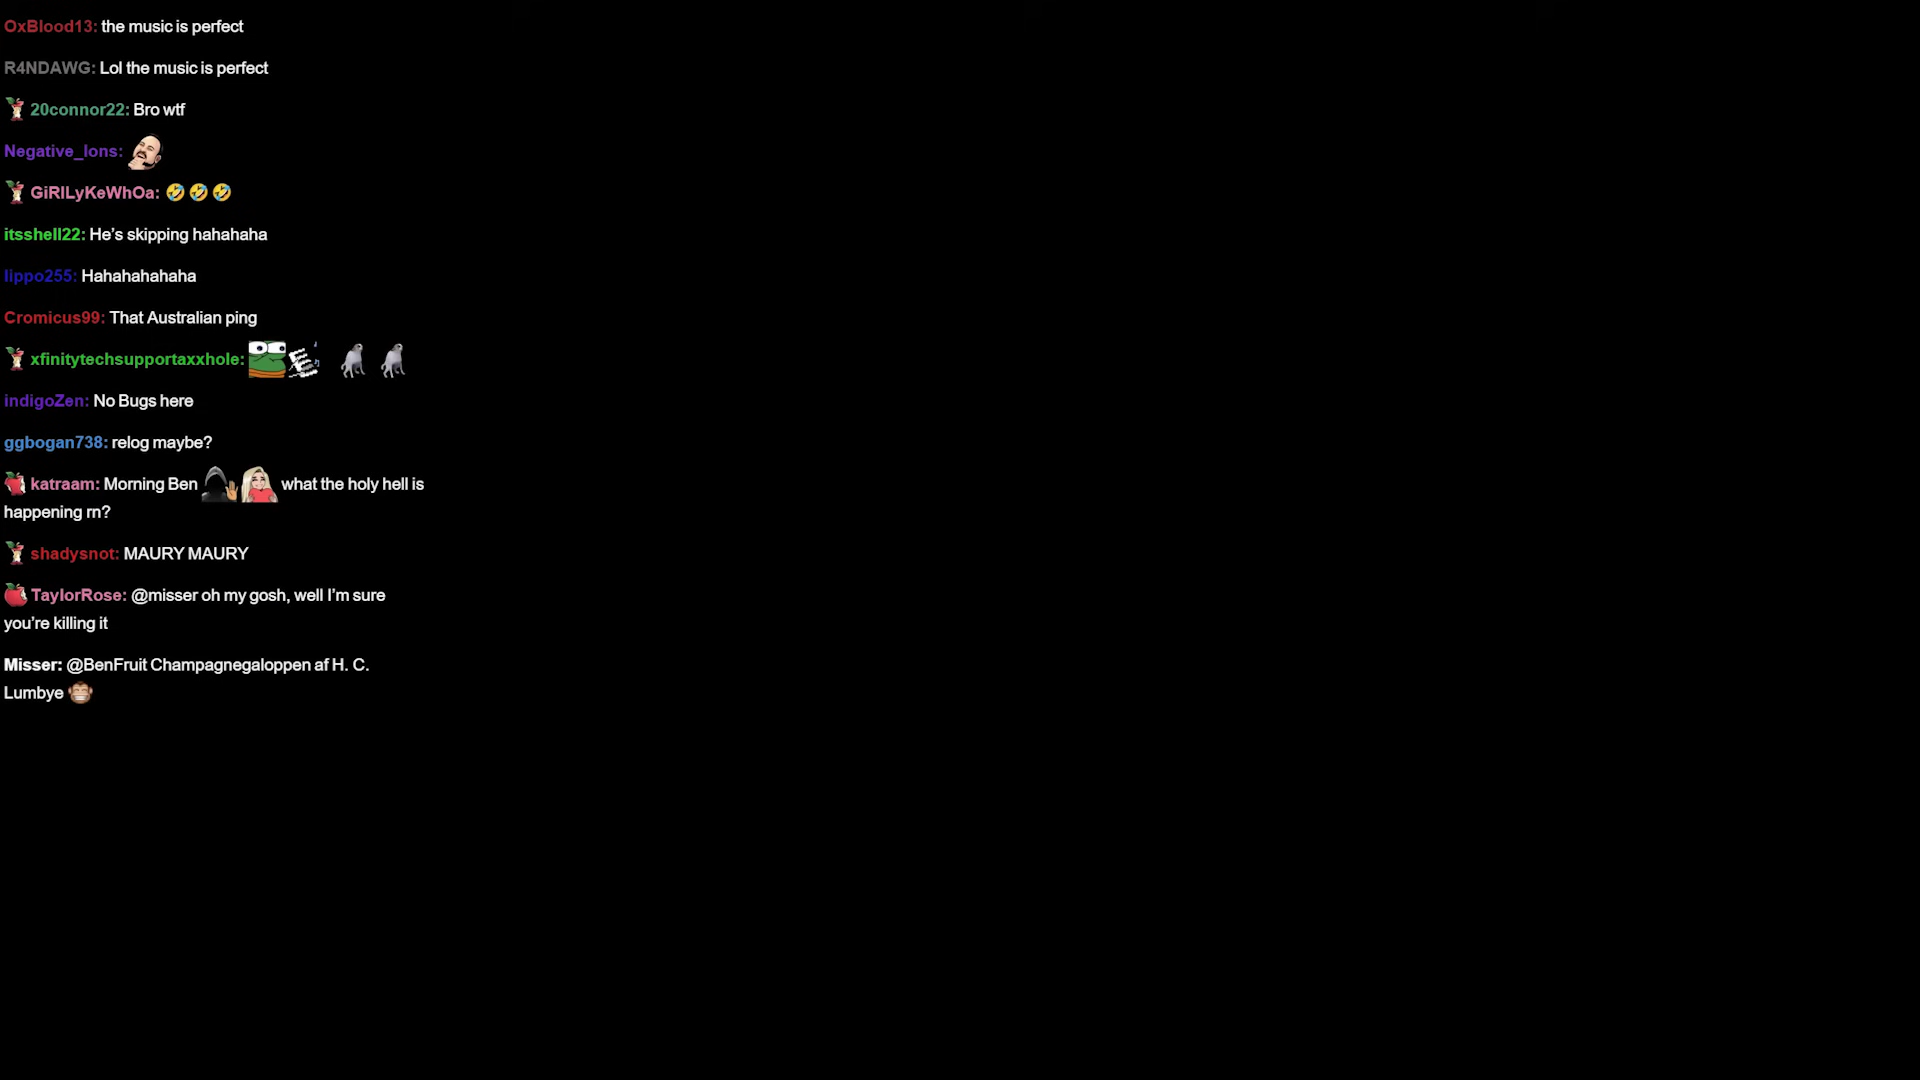 OxBlood13: the music is perfect
R4NDAWG: Lol the music is perfect
20connor22: Bro wtf
Negative_Ions:
GiRlLyKeWhOa: 🤣🤣🤣
itsshell22: He’s skipping hahahaha
lippo255: Hahahahahaha
Cromicus99: That Australian ping
xfinitytechsupportaxxhole:
indigoZen: No Bugs here
ggbogan738: relog maybe?
katraam: Morning Ben what the holy hell is
happening rn?
shadysnot: MAURY MAURY
TaylorRose: @misser oh my gosh, well I’m sure
you’re killing it
Misser: @BenFruit Champagnegaloppen af H. C.
Lumbye